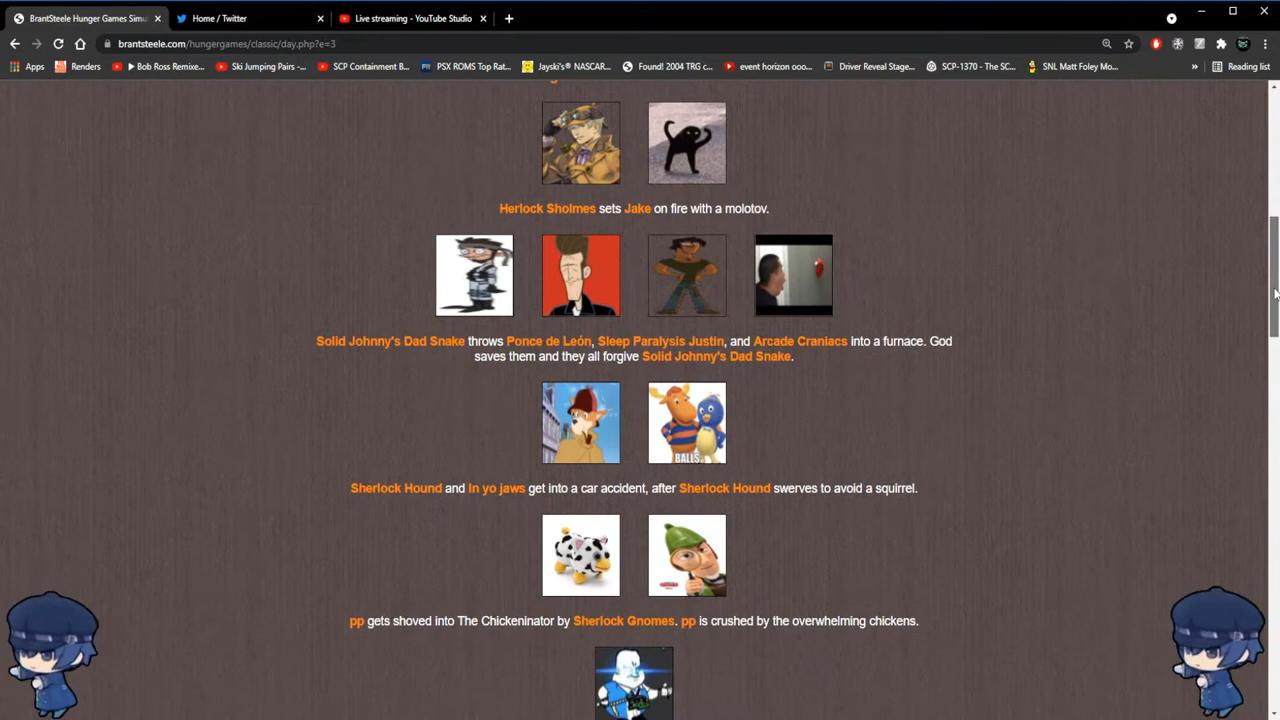 BrantSteele Hunger Games Simu
Home / Twitter
Live streaming - YouTube Studio
brantsteele.com/hungergames/classic/day.php?e=3
Apps
Renders
Bob Ross Remixe...
Ski Jumping Pairs -...
SCP Containment B...
PSX ROMS Top Rat...
Jayski's® NASCAR...
Found! 2004 TRG c...
event horizon ooo...
Driver Reveal Stage...
SCP-1370 - The SC...
SNL Matt Foley Mo...
»
Reading list
Herlock Sholmes sets Jake on fire with a molotov.
Solid Johnny's Dad Snake throws Ponce de León, Sleep Paralysis Justin, and Arcade Craniacs into a furnace. God
saves them and they all forgive Solid Johnny's Dad Snake.
BALLS.
Sherlock Hound and In yo jaws get into a car accident, after Sherlock Hound swerves to avoid a squirrel.
pp gets shoved into The Chickeninator by Sherlock Gnomes. pp is crushed by the overwhelming chickens.